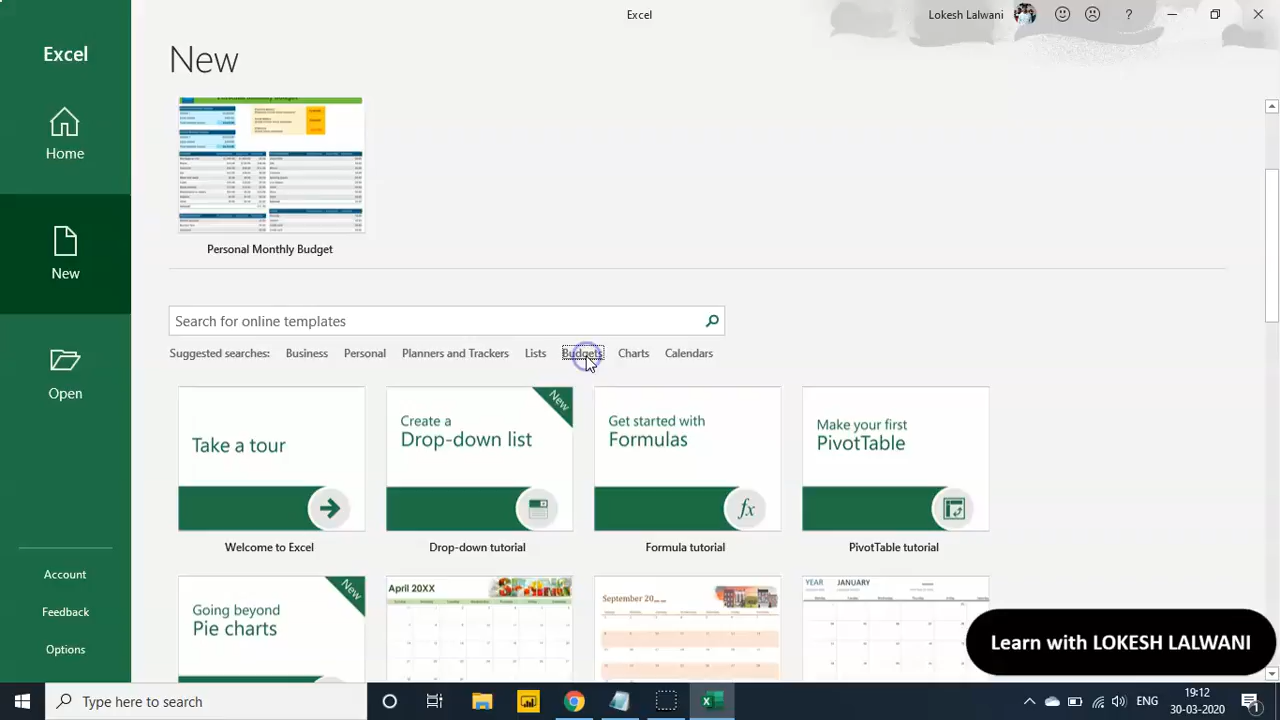 Excel
Lokesh Lalwani
?
Excel
New
Home
New
Open
Account
Feedback
Options
Personal Monthly Budget
Search for online templates
Suggested searches: Business Personal Planners and Trackers Lists Budgets Charts Calendars
Take a tour
Welcome to Excel
New
Create a
Drop-down list
Drop-down tutorial
Get started with
Formulas
fx
Formula tutorial
Make your first
PivotTable
PivotTable tutorial
New
Going beyond
Pie charts
April 20XX
September 20
YEAR JANUARY
Learn with LOKESH LALWANI
Type here to search
ENG
19:12
30-03-2020
1